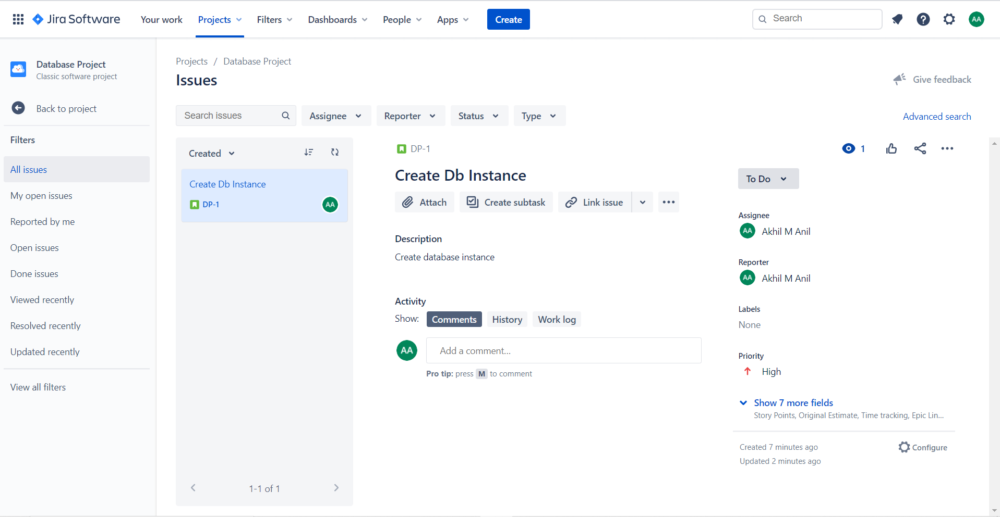 Jira Software Your work Projects Filters Dashboards People Apps Create Search AA
Database Project
Classic software project
Back to project
Filters
All issues
My open issues
Reported by me
Open issues
Done issues
Viewed recently
Resolved recently
Updated recently
View all filters
Projects / Database Project
Issues
Give feedback
Search issues Assignee Reporter Status Type Advanced search
Created
Create Db Instance
DP-1 AA
1-1 of 1
DP-1
1
Create Db Instance
Attach Create subtask Link issue
Description
Create database instance
Activity
Show: Comments History Work log
AA Add a comment...
Pro tip: press M to comment
To Do
Assignee
AA Akhil M Anil
Reporter
AA Akhil M Anil
Labels
None
Priority
High
Show 7 more fields
Story Points, Original Estimate, Time tracking, Epic Lin...
Created 7 minutes ago Configure
Updated 2 minutes ago